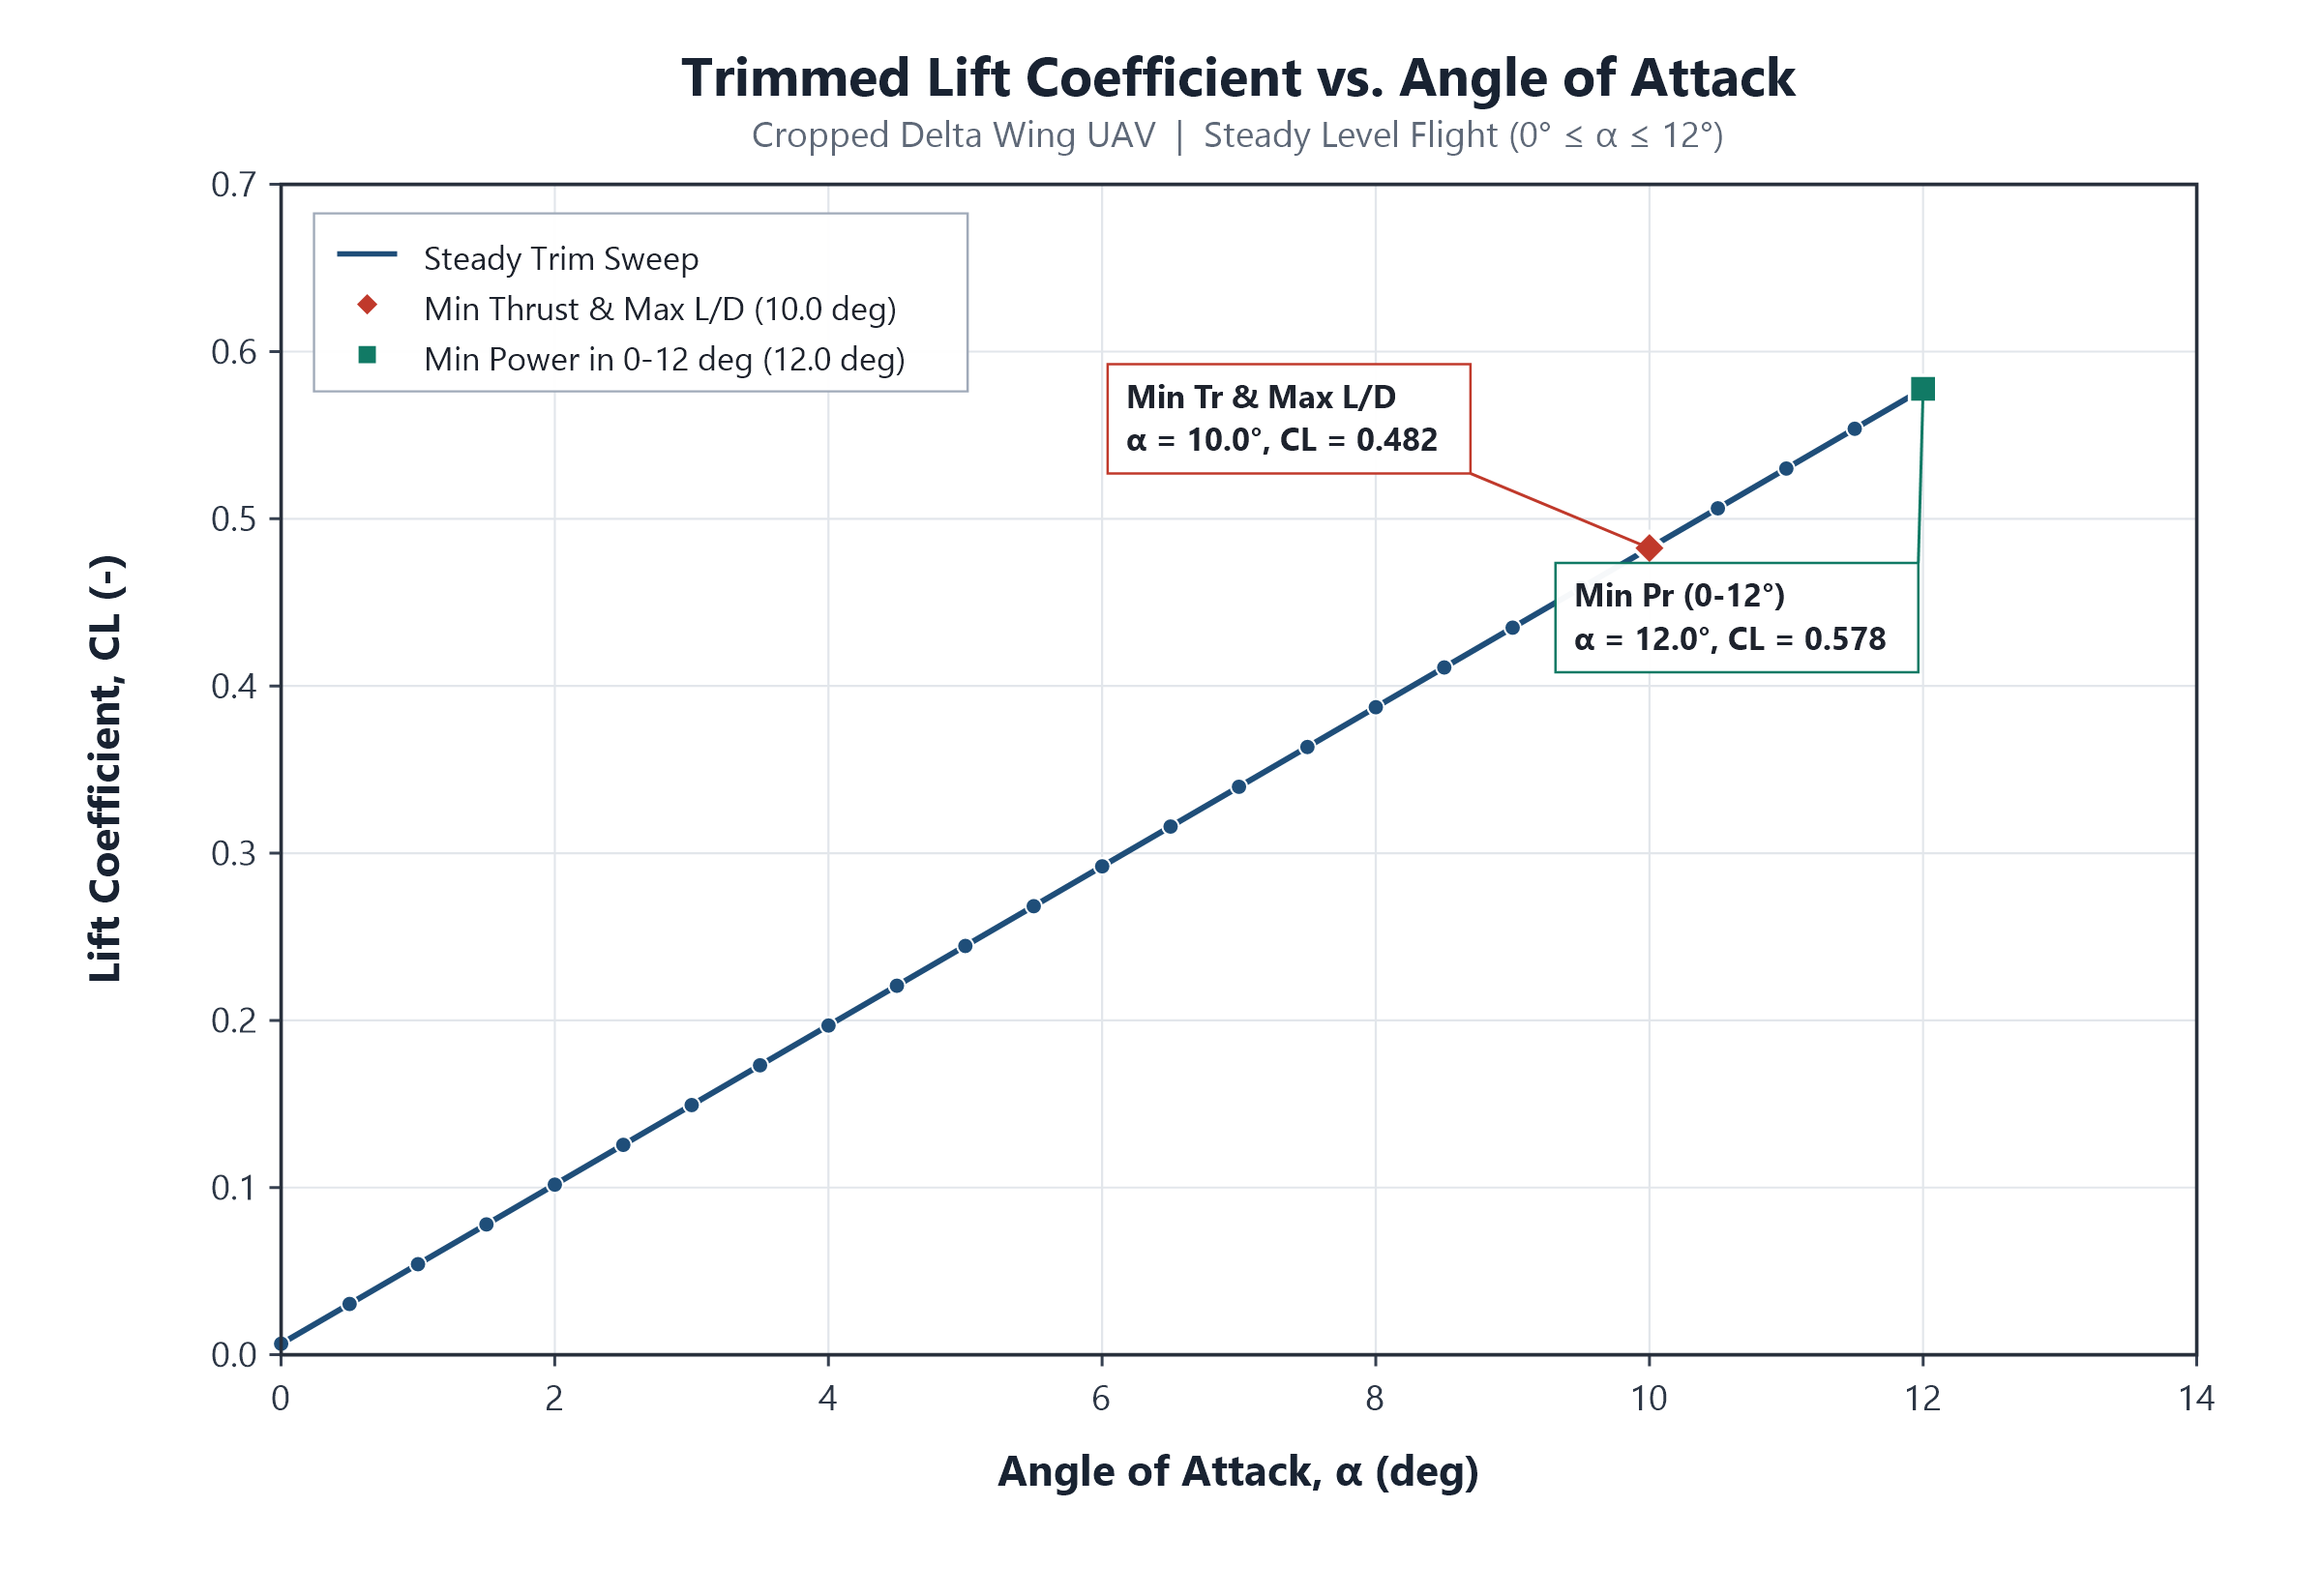 Trimmed Lift Coefficient vs. Angle of Attack
Cropped Delta Wing UAV | Steady Level Flight (0° ≤ α ≤ 12°)
Steady Trim Sweep
Min Thrust & Max L/D (10.0 deg)
Min Power in 0-12 deg (12.0 deg)
Min Tr & Max L/D
α = 10.0°, CL = 0.482
Min Pr (0-12°)
α = 12.0°, CL = 0.578
Lift Coefficient, CL (-)
0.7
0.6
0.5
0.4
0.3
0.2
0.1
0.0
0 2 4 6 8 10 12 14
Angle of Attack, α (deg)